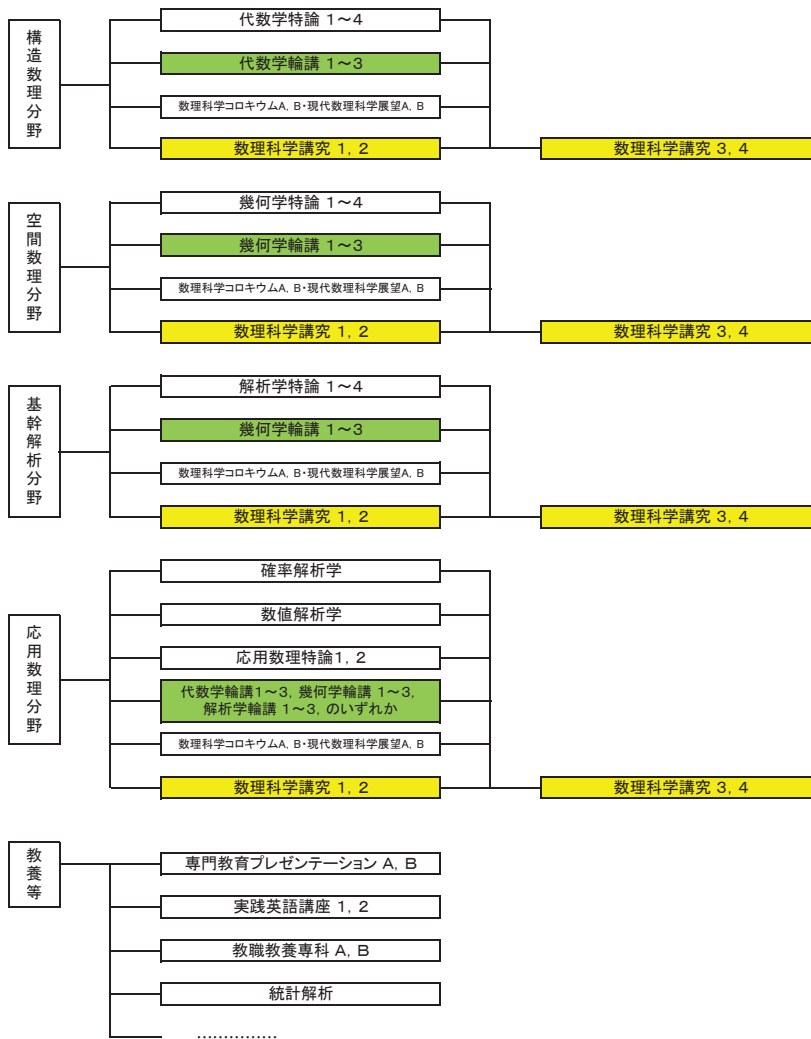 構造数理分野
代数学特論 1～4
代数学輪講 1～3
数理科学コロキウムA, B・現代数理科学展望A, B
数理科学講究 1, 2
数理科学講究 3, 4
空間数理分野
幾何学特論 1～4
幾何学輪講 1～3
数理科学コロキウムA, B・現代数理科学展望A, B
数理科学講究 1, 2
数理科学講究 3, 4
基幹解析分野
解析学特論 1～4
幾何学輪講 1～3
数理科学コロキウムA, B・現代数理科学展望A, B
数理科学講究 1, 2
数理科学講究 3, 4
応用数理分野
確率解析学
数値解析学
応用数理特論1, 2
代数学輪講1～3, 幾何学輪講 1～3,
解析学輪講 1～3, のいずれか
数理科学コロキウムA, B・現代数理科学展望A, B
数理科学講究 1, 2
数理科学講究 3, 4
教養等
専門教育プレゼンテーション A, B
実践英語講座 1, 2
教職教養専科 A, B
統計解析
……………